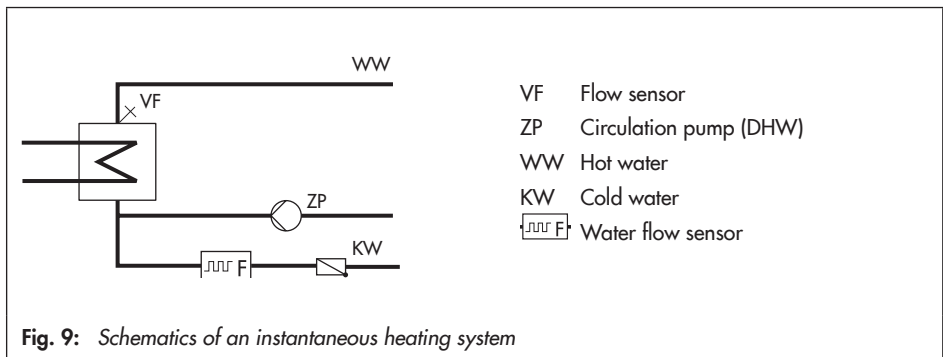 WW
VF
ZP
KW
F
VF Flow sensor
ZP Circulation pump (DHW)
WW Hot water
KW Cold water
F Water flow sensor
Fig. 9: Schematics of an instantaneous heating system